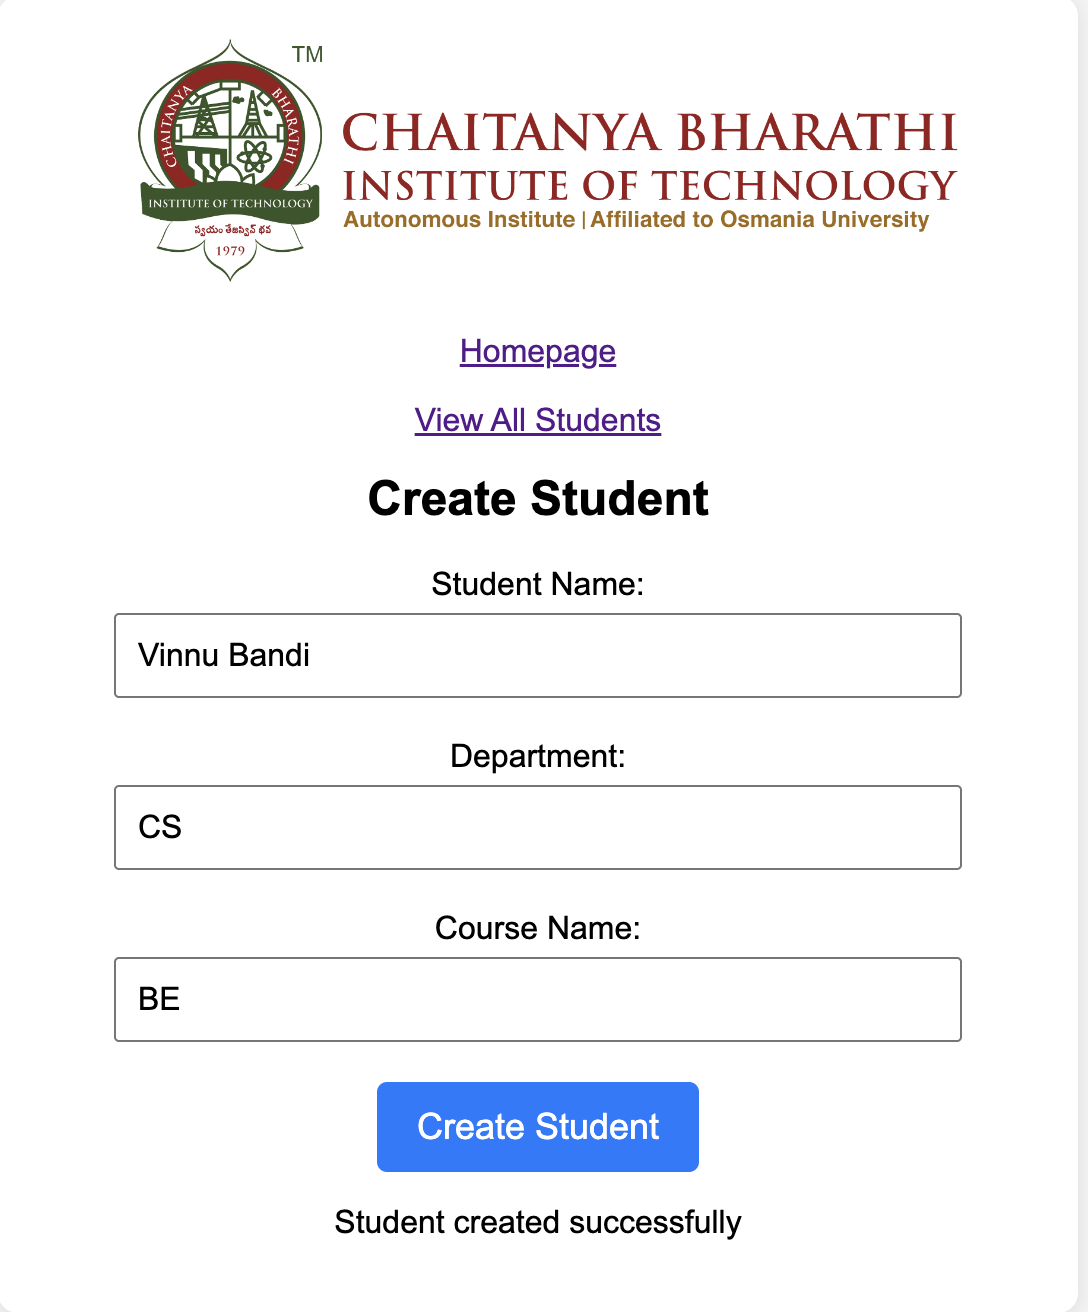 TM
CHAITANYA BHARATHI
INSTITUTE OF TECHNOLOGY
స్వయం తేజస్విన్ భవ
1979
CHAITANYA BHARATHI
INSTITUTE OF TECHNOLOGY
Autonomous Institute | Affiliated to Osmania University
Homepage
View All Students
Create Student
Student Name:
Vinnu Bandi
Department:
CS
Course Name:
BE
Create Student
Student created successfully